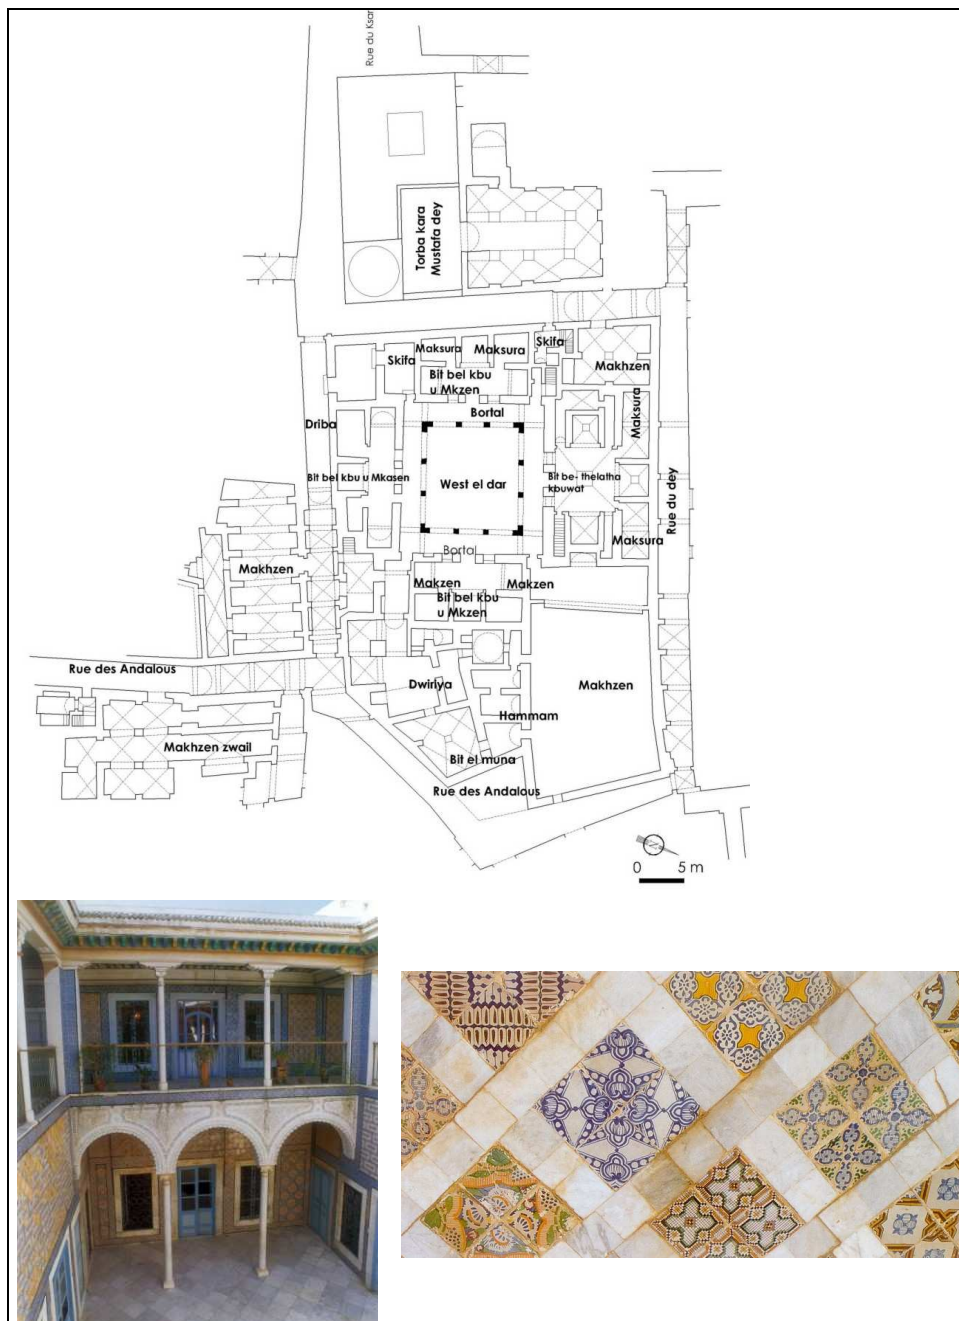 Rue du Ksar
Torba kara
Mustafa dey
Skifa
Maksura
Maksura
Skifa
Makhzen
Bit bel kbu
u Mkzen
Bortal
Driba
Maksura
Bit bel kbu u Mkasen
West el dar
Bit be- thelatha
kbuwat
Rue du dey
Maksura
Bortal
Makhzen
Makzen
Makzen
Bit bel kbu
u Mkzen
Rue des Andalous
Dwiriya
Makhzen
Hammam
Makhzen zwail
Bit el muna
Rue des Andalous
N
0 5 m